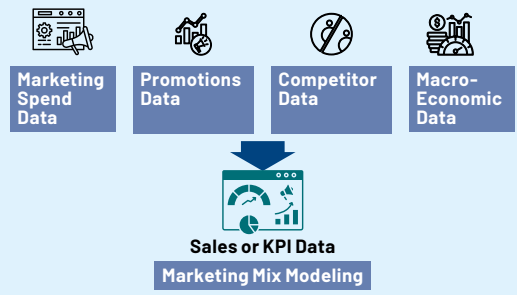 Marketing
Spend
Data
Promotions
Data
Competitor
Data
Macro-
Economic
Data
Sales or KPI Data
Marketing Mix Modeling